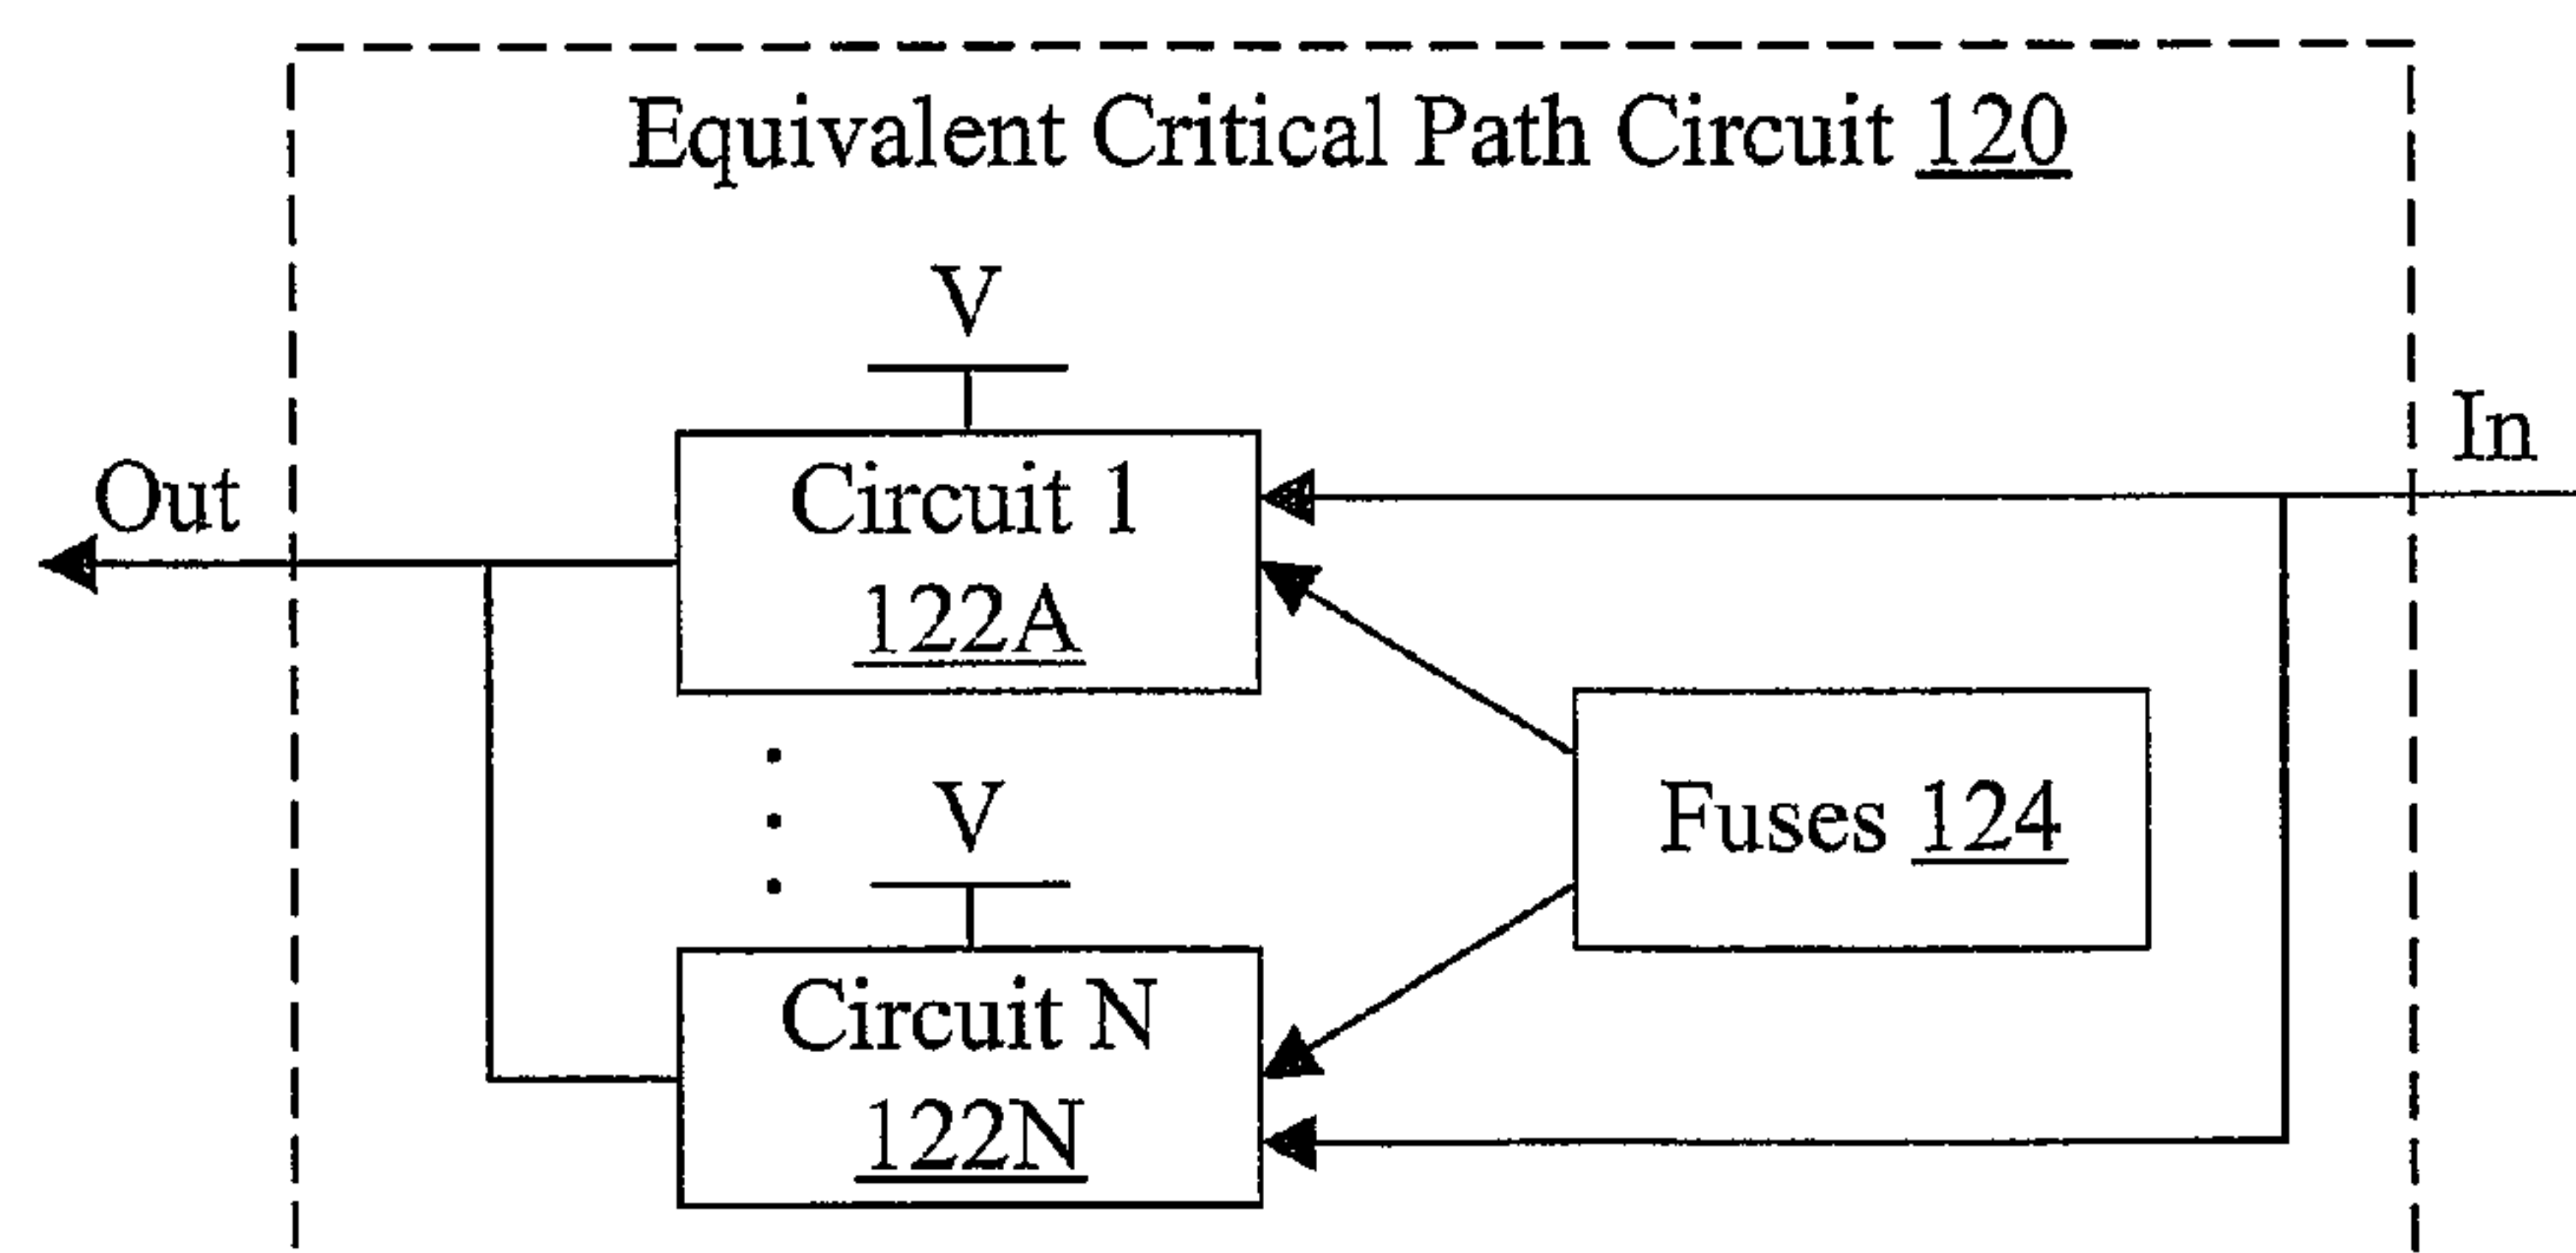 Equivalent Critical Path Circuit 120
V
In
Out
Circuit 1
122A
V
Fuses 124
Circuit N
122N